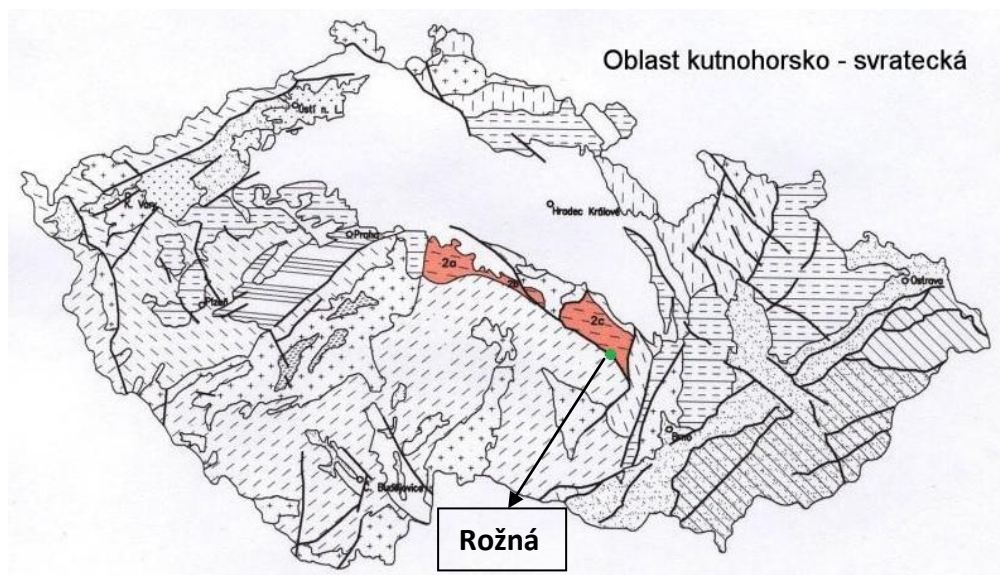 Oblast kutnohorsko - svratecká
Ústí n. L.
K. Vary
Hradec Králové
Praha
2a
2b
Plzeň
2c
Ostrava
Brno
Č. Budějovice
Rožná